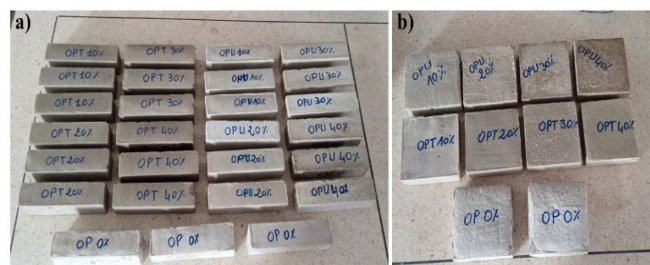 a)
OPT 10% OPT 30% OPU 10% OPU 30%
OPT 10% OPT 30% OPU 10% OPU 30%
OPT 10% OPT 30% OPU 10% OPU 30%
OPT 20% OPT 40% OPU 20% OPU 40%
OPT 20% OPT 40% OPU 20% OPU 40%
OPT 20% OPT 40% OPU 20% OPU 40%
OP 0% OP 0% OP 0%
b)
OPU 10% OPU 20% OPU 30% OPU 40%
OPT 10% OPT 20% OPT 30% OPT 40%
OP 0% OP 0%